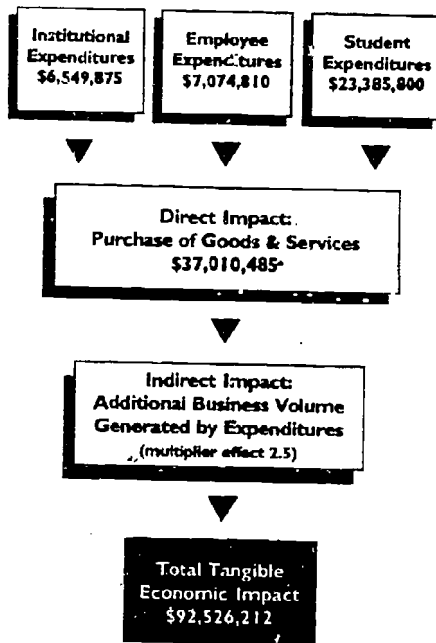 Institutional
Expenditures
$6,549,875
Employee
Expenditures
$7,074,810
Student
Expenditures
$23,385,800
Direct Impact:
Purchase of Goods & Services
$37,010,485
Indirect Impact:
Additional Business Volume
Generated by Expenditures
(multiplier effect 2.5)
Total Tangible
Economic Impact
$92,526,212